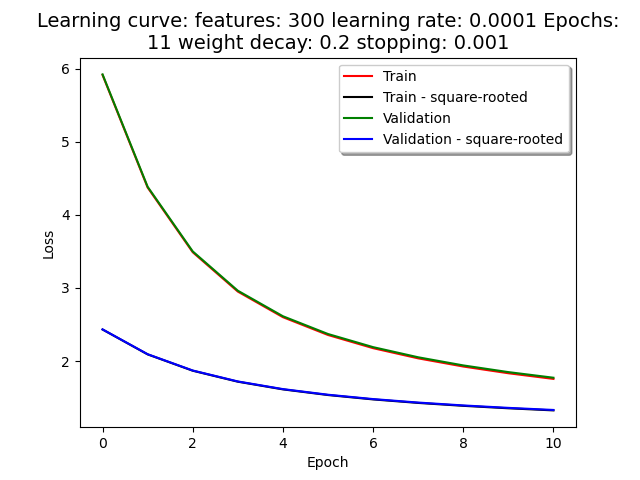 Learning curve: features: 300 learning rate: 0.0001 Epochs:
11 weight decay: 0.2 stopping: 0.001
Train
Train - square-rooted
Validation
Validation - square-rooted
6
5
4
3
2
Loss
0 2 4 6 8 10
Epoch